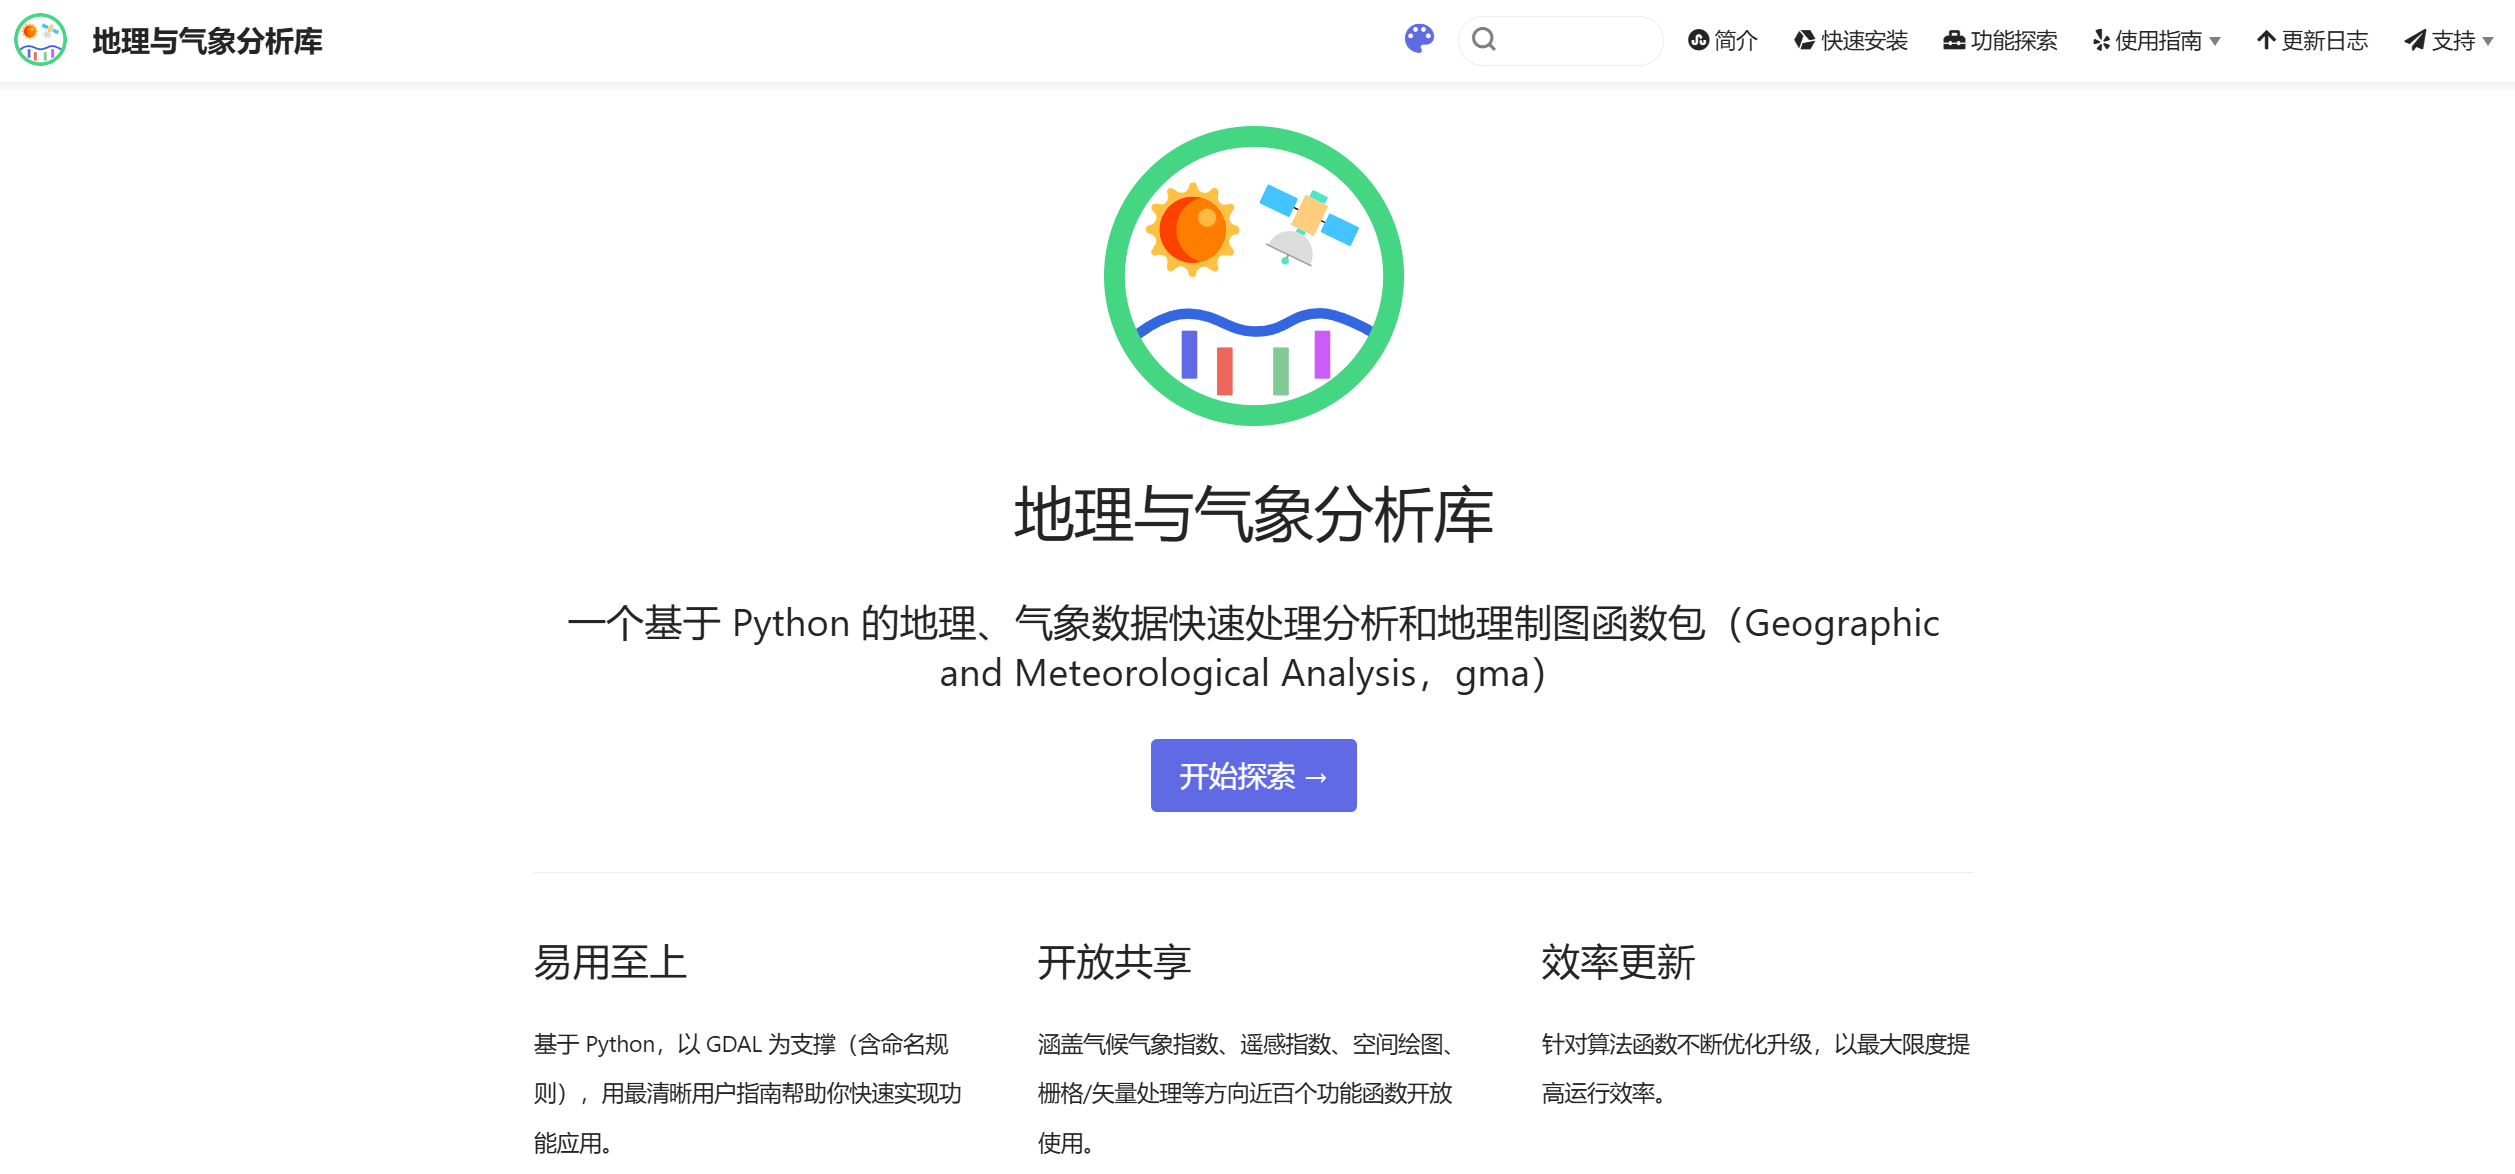 地理与气象分析库
简介 快速安装 功能探索 使用指南 更新日志 支持
地理与气象分析库
一个基于 Python 的地理、气象数据快速处理分析和地理制图函数包（Geographic
and Meteorological Analysis，gma）
开始探索 →
易用至上
基于 Python，以 GDAL 为支撑（含命名规
则），用最清晰用户指南帮助你快速实现功
能应用。
开放共享
涵盖气候气象指数、遥感指数、空间绘图、
栅格/矢量处理等方向近百个功能函数开放
使用。
效率更新
针对算法函数不断优化升级，以最大限度提
高运行效率。